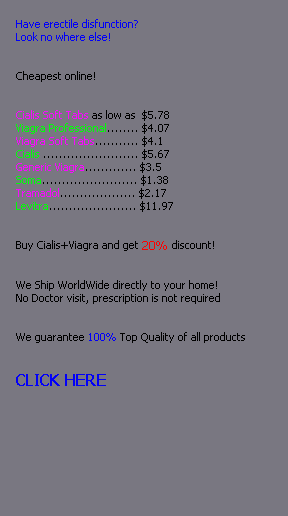 Have erectile disfunction?
Look no where else!
Cheapest online!
Cialis Soft Tabs as low as $5.78
Viagra Professional......... $4.07
Viagra Soft Tabs............ $4.1
Cialis .......................... $5.67
Generic Viagra............... $3.5
Soma.......................... $1.38
Tramadol.................... $2.17
Levitra........................ $11.97
Buy Cialis+Viagra and get 20% discount!
We Ship WorldWide directly to your home!
No Doctor visit, prescription is not required
We guarantee 100% Top Quality of all products
CLICK HERE